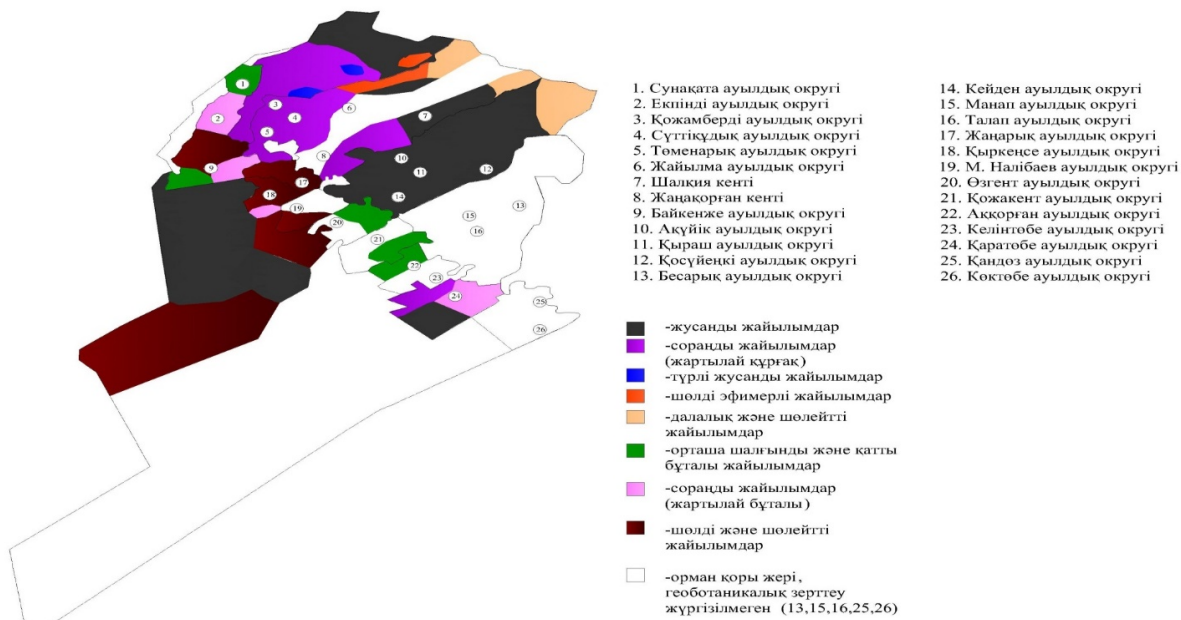 1. Сунаката ауылдық округі
2. Екпінді ауылдық округі
3. Қожамберді ауылдық округі
4. Сүттіқұдық ауылдық округі
5. Төменарық ауылдық округі
6. Жайылма ауылдық округі
7. Шалқия кенті
8. Жаңақорған кенті
9. Байкенже ауылдық округі
10. Ақүйік ауылдық округі
11. Қыраш ауылдық округі
12. Қосүйеңкі ауылдық округі
13. Бесарық ауылдық округі
14. Кейден ауылдық округі
15. Манап ауылдық округі
16. Талап ауылдық округі
17. Жаңарық ауылдық округі
18. Қыркеңсе ауылдық округі
19. М. Налібаев ауылдық округі
20. Өзгент ауылдық округі
21. Қожакент ауылдық округі
22. Аққорған ауылдық округі
23. Келінтөбе ауылдық округі
24. Қаратөбе ауылдық округі
25. Қандөз ауылдық округі
26. Көктөбе ауылдық округі
-жусанды жайылымдар
-сораңды жайылымдар
(жартылай құрғақ)
-түрлі жусанды жайылымдар
-шөлді эфимерлі жайылымдар
-далалық және шөлейтті
жайылымдар
-орташа шалғынды және қатты
бұталы жайылымдар
-сораңды жайылымдар
(жартылай бұталы)
-шөлді және шөлейтті
жайылымдар
-орман қоры жері,
геоботаникалық зерттеу
жүргізілмеген (13,15,16,25,26)
1
2
3
4
5
6
7
8
9
10
11
12
13
14
15
16
17
18
19
20
21
22
23
24
25
26